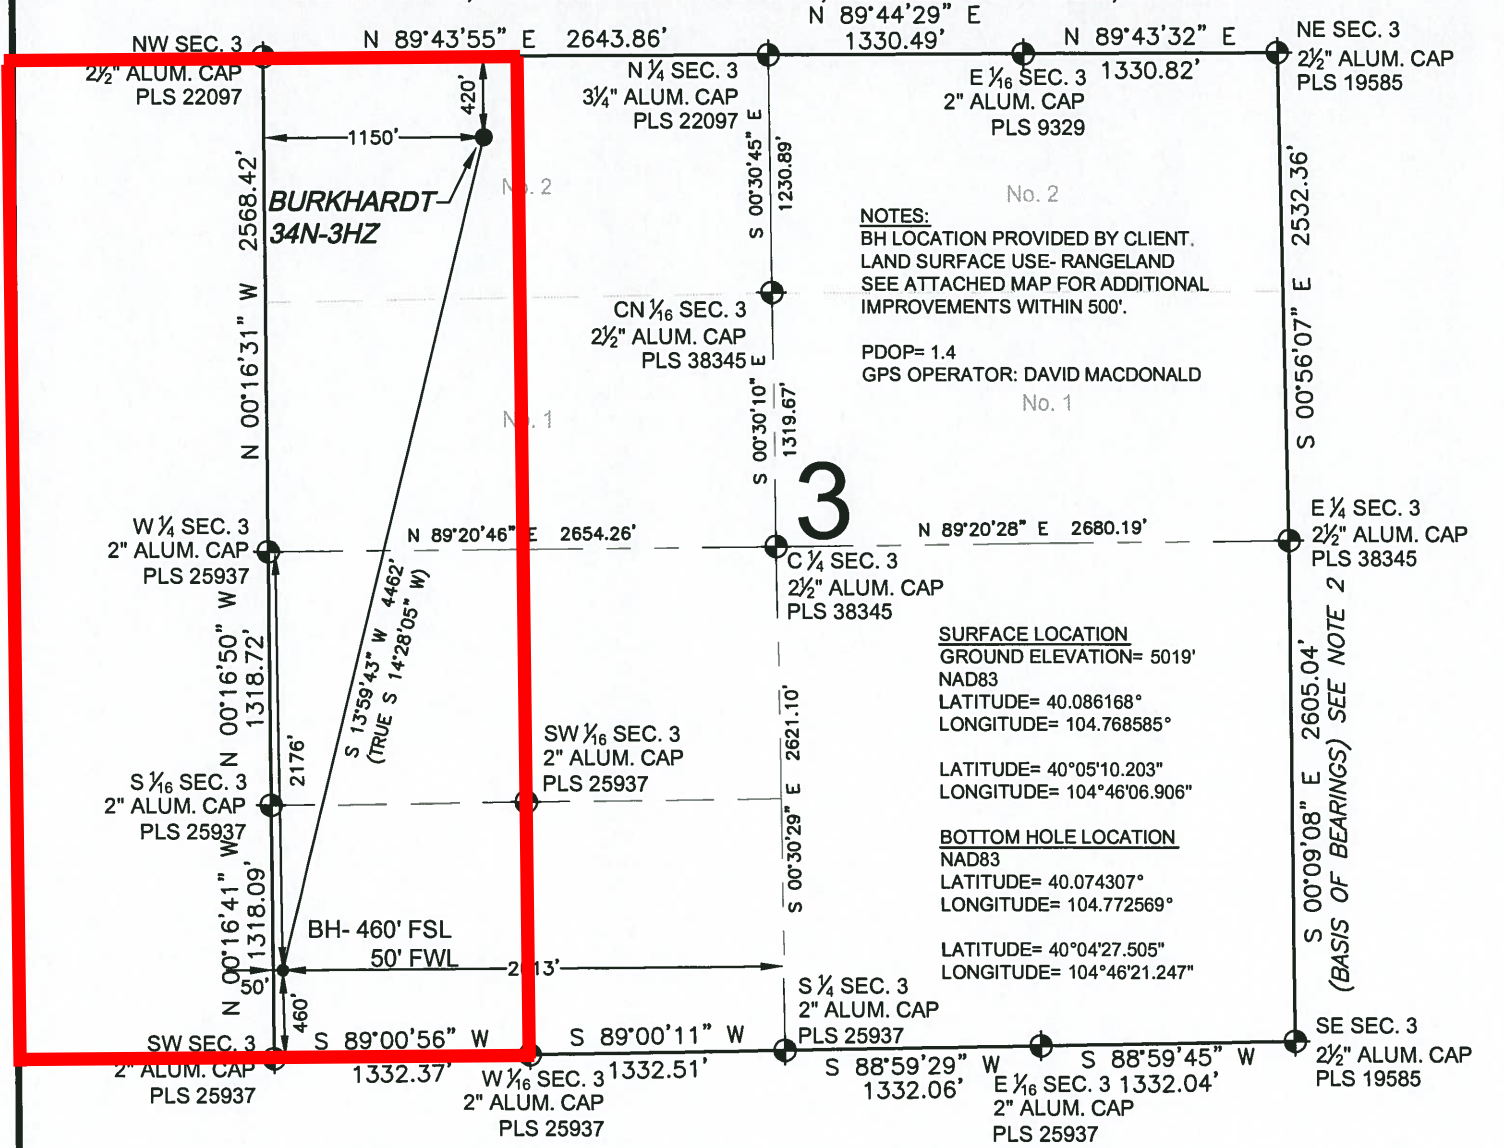 N 89°44'29" E
1330.49'
N 89°43'55" E 2643.86'
N 89°43'32" E
1330.82'
NW SEC. 3
2½" ALUM. CAP
PLS 22097
N ¼ SEC. 3
3¼" ALUM. CAP
PLS 22097
E 1⁄16 SEC. 3
2" ALUM. CAP
PLS 9329
NE SEC. 3
2½" ALUM. CAP
PLS 19585
420'
1150'
BURKHARDT
34N-3HZ
No. 2
No. 2
N 00°16'31" W 2568.42'
S 00°30'45" E
1230.89'
S 00°56'07" E 2532.36'
NOTES:
BH LOCATION PROVIDED BY CLIENT.
LAND SURFACE USE- RANGELAND
SEE ATTACHED MAP FOR ADDITIONAL
IMPROVEMENTS WITHIN 500'.
PDOP= 1.4
GPS OPERATOR: DAVID MACDONALD
CN 1⁄16 SEC. 3
2½" ALUM. CAP
PLS 38345
No. 1
No. 1
S 00°30'10" E
1319.67'
3
W ¼ SEC. 3
2" ALUM. CAP
PLS 25937
N 89°20'46" E 2654.26'
N 89°20'28" E 2680.19'
C ¼ SEC. 3
2½" ALUM. CAP
PLS 38345
E ¼ SEC. 3
2½" ALUM. CAP
PLS 38345
S 13°59'43" W 4462'
(TRUE S 14°28'05" W)
N 00°16'50" W
1318.72'
2176'
SURFACE LOCATION
GROUND ELEVATION= 5019'
NAD83
LATITUDE= 40.086168°
LONGITUDE= 104.768585°
LATITUDE= 40°05'10.203"
LONGITUDE= 104°46'06.906"
BOTTOM HOLE LOCATION
NAD83
LATITUDE= 40.074307°
LONGITUDE= 104.772569°
LATITUDE= 40°04'27.505"
LONGITUDE= 104°46'21.247"
S 00°09'08" E 2605.04'
(BASIS OF BEARINGS) SEE NOTE 2
S 00°30'29" E 2621.10'
SW 1⁄16 SEC. 3
2" ALUM. CAP
PLS 25937
S 1⁄16 SEC. 3
2" ALUM. CAP
PLS 25937
N 00°16'41" W
1318.09'
BH- 460' FSL
50' FWL
2613'
50'
460'
SW SEC. 3
2" ALUM. CAP
PLS 25937
S 89°00'56" W
1332.37'
W 1⁄16 SEC. 3
2" ALUM. CAP
PLS 25937
S 89°00'11" W
1332.51'
S ¼ SEC. 3
2" ALUM. CAP
PLS 25937
S 88°59'29" W
1332.06'
E 1⁄16 SEC. 3
2" ALUM. CAP
PLS 25937
S 88°59'45" W
1332.04'
SE SEC. 3
2½" ALUM. CAP
PLS 19585